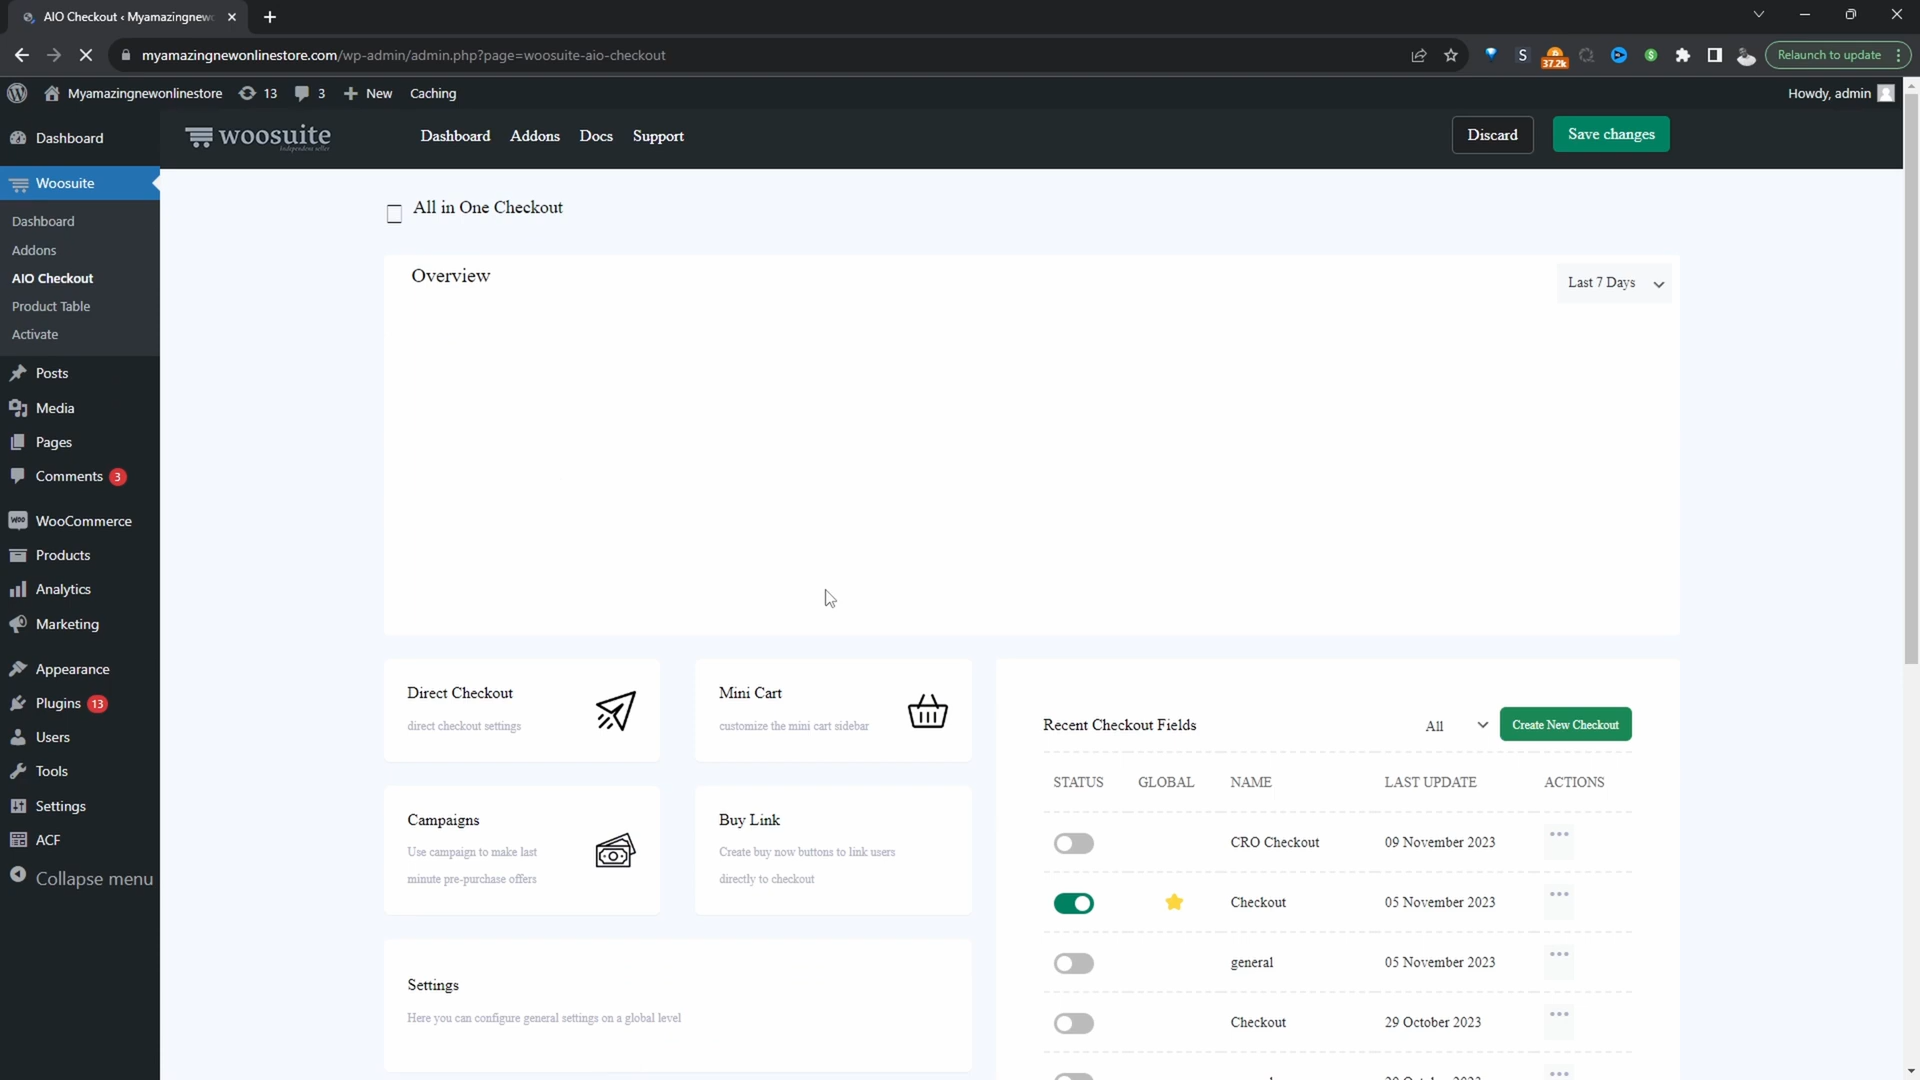 AIO Checkout ‹ Myamazingnew
myamazingnewonlinestore.com/wp-admin/admin.php?page=woosuite-aio-checkout
S
37.2k
Relaunch to update
Myamazingnewonlinestore
13
3
New
Caching
Howdy, admin
Dashboard
woosuite
Independent seller
Dashboard
Addons
Docs
Support
Discard
Save changes
Woosuite
Dashboard
Addons
AIO Checkout
Product Table
Activate
Posts
Media
Pages
Comments 3
WooCommerce
Products
Analytics
Marketing
Appearance
Plugins 13
Users
Tools
Settings
ACF
Collapse menu
All in One Checkout
Overview
Last 7 Days
Direct Checkout
direct checkout settings
Mini Cart
customize the mini cart sidebar
Campaigns
Use campaign to make last
minute pre-purchase offers
Buy Link
Create buy now buttons to link users
directly to checkout
Settings
Here you can configure general settings on a global level
Recent Checkout Fields
All
Create New Checkout
STATUS GLOBAL NAME LAST UPDATE ACTIONS
CRO Checkout 09 November 2023
Checkout 05 November 2023
general 05 November 2023
Checkout 29 October 2023